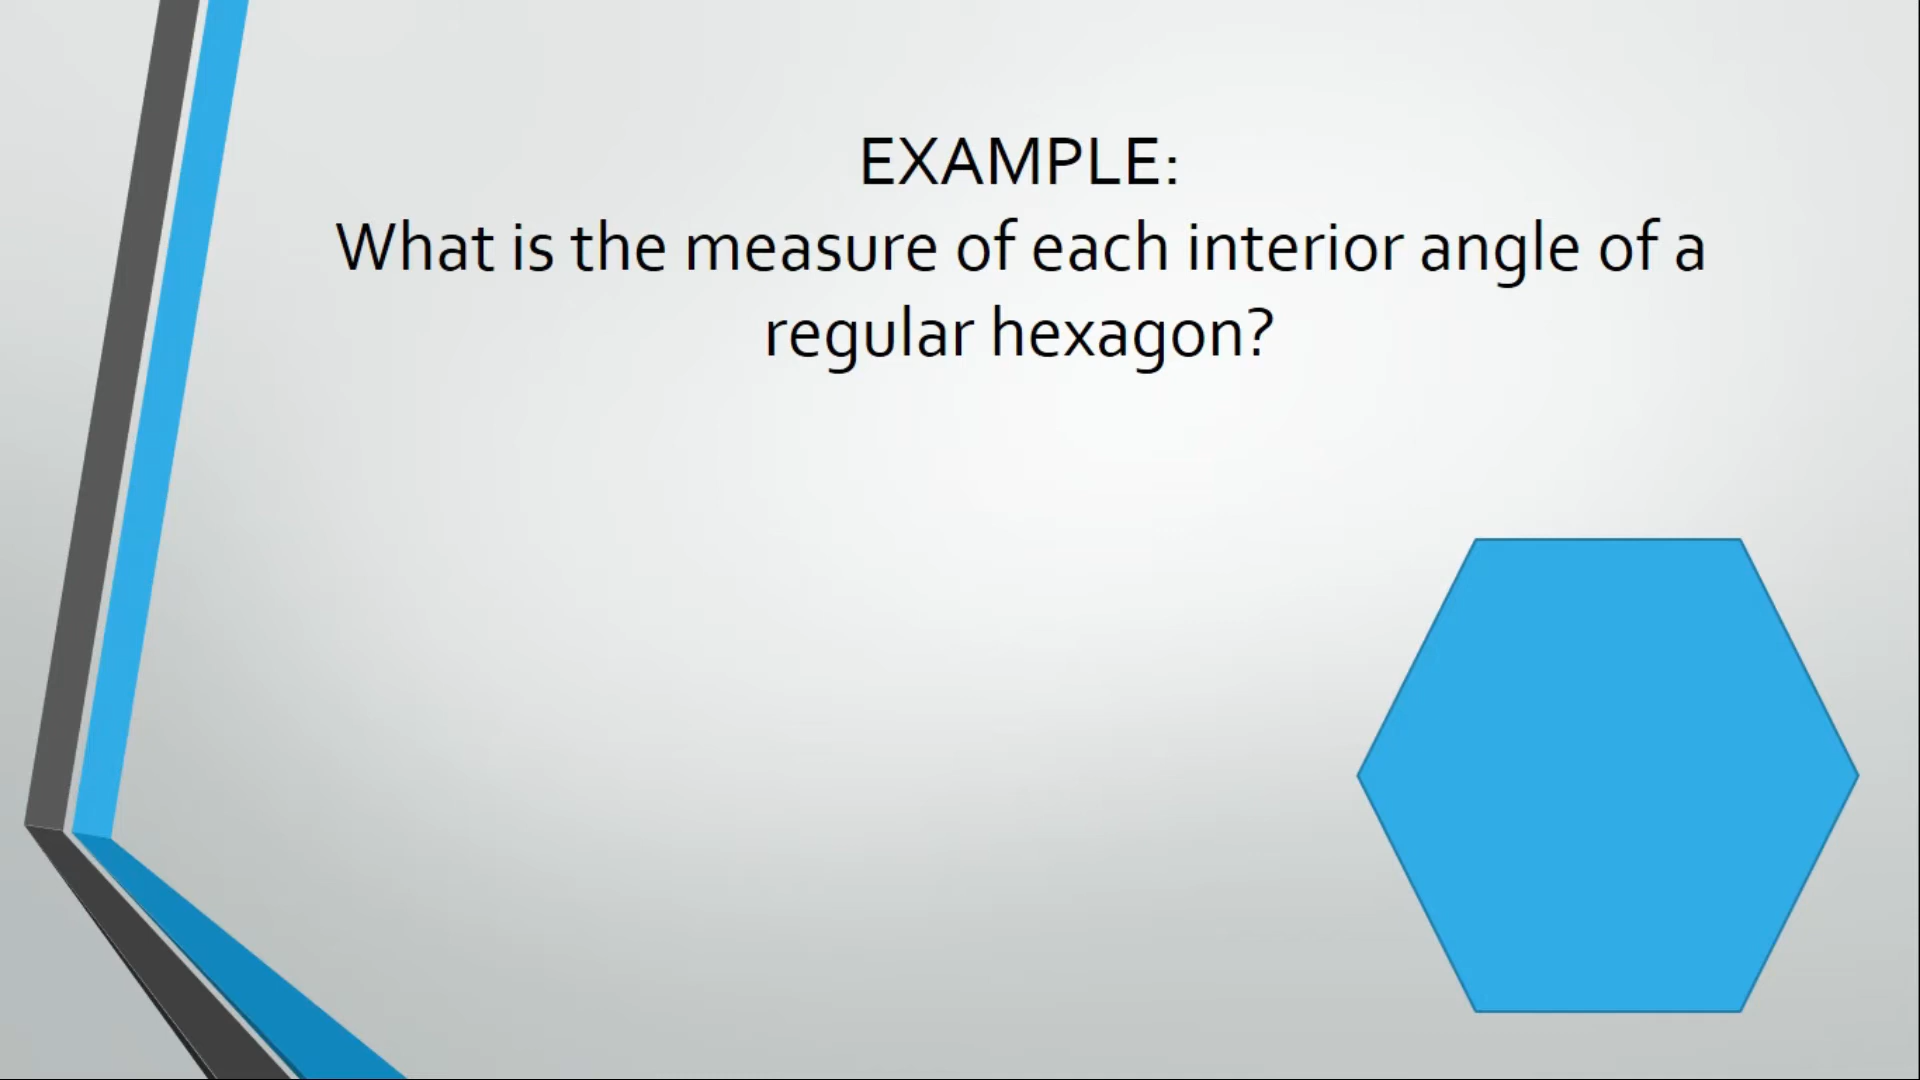 EXAMPLE:
What is the measure of each interior angle of a
regular hexagon?